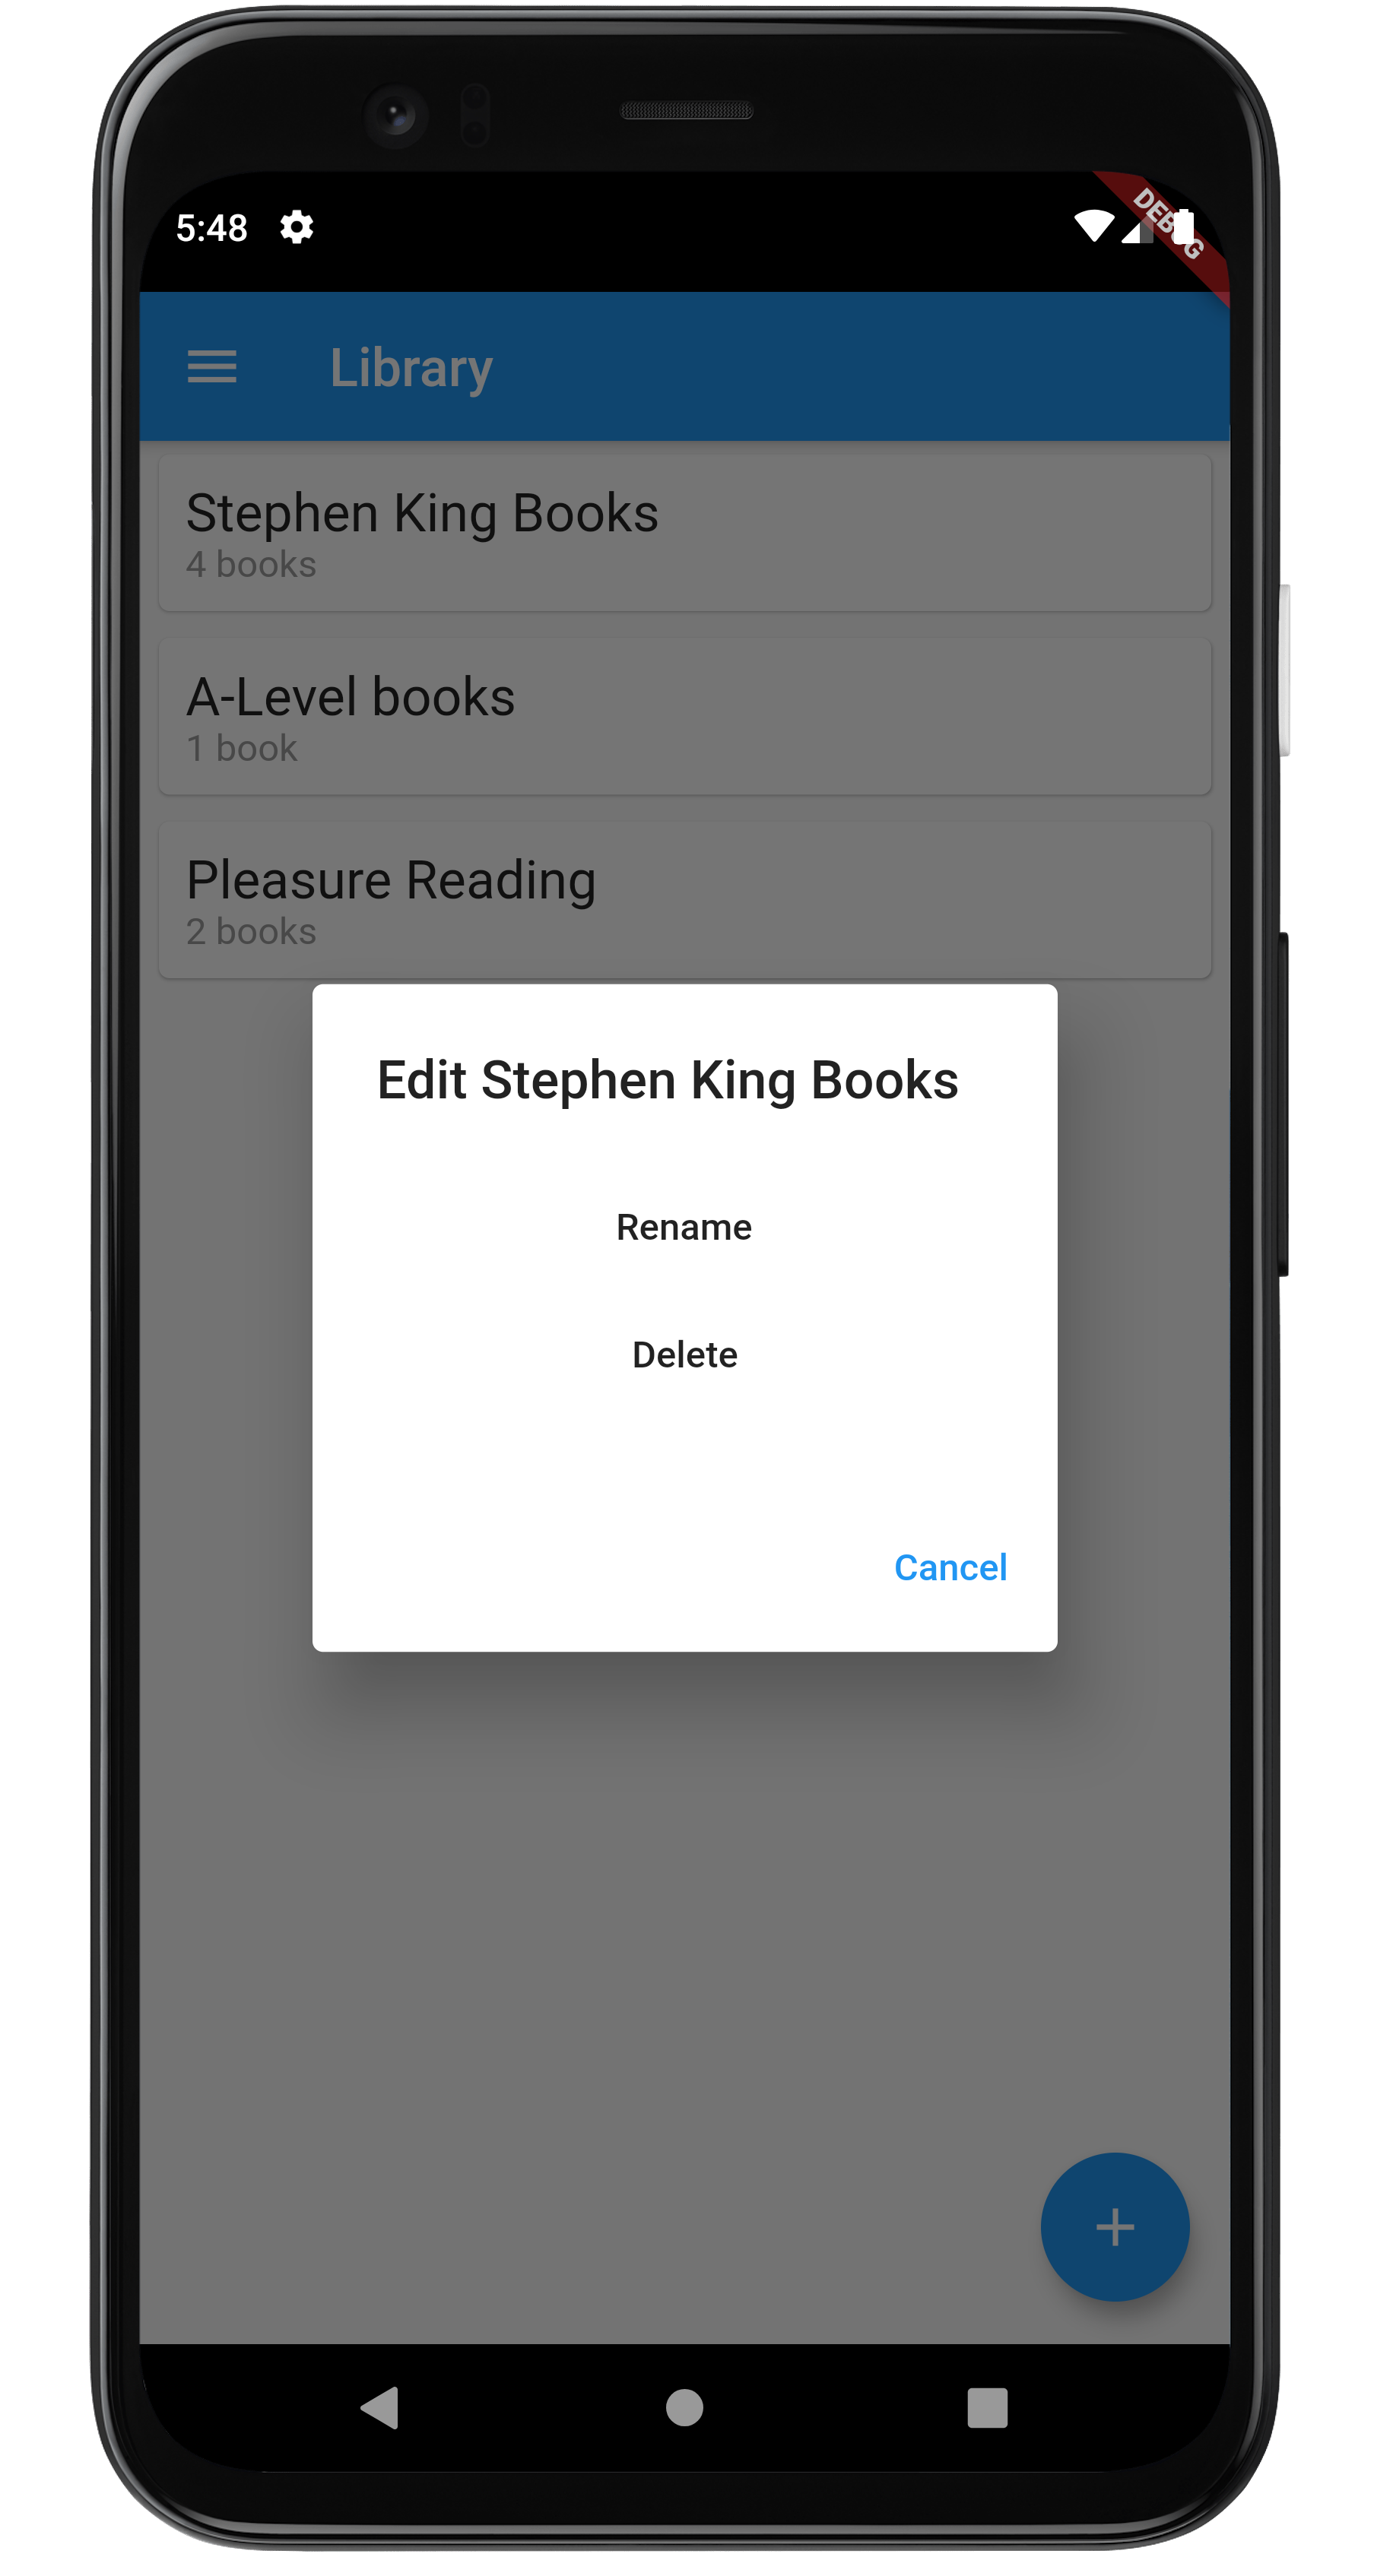 5:48
DEBUG
Library
Stephen King Books
4 books
A-Level books
1 book
Pleasure Reading
2 books
Edit Stephen King Books
Rename
Delete
Cancel